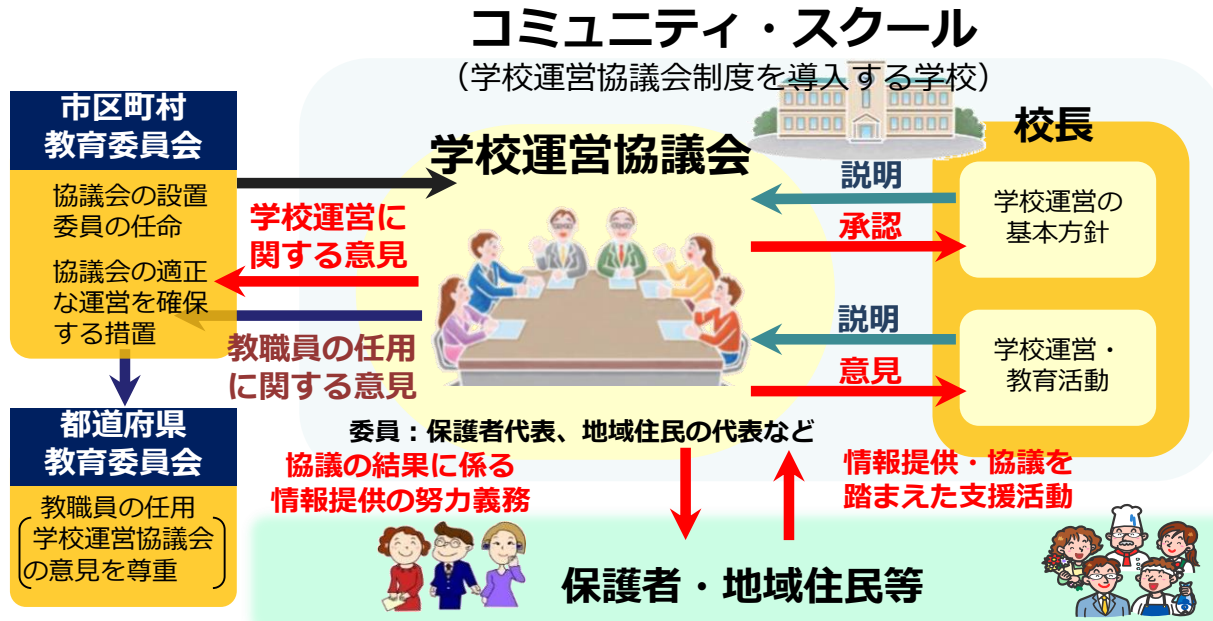 コミュニティ・スクール
（学校運営協議会制度を導入する学校）
市区町村
教育委員会
協議会の設置
委員の任命
協議会の適正
な運営を確保
する措置
学校運営に
関する意見
教職員の任用
に関する意見
都道府県
教育委員会
教職員の任用
学校運営協議会
の意見を尊重
学校運営協議会
委員：保護者代表、地域住民の代表など
校長
説明
承認
学校運営の
基本方針
説明
意見
学校運営・
教育活動
協議の結果に係る
情報提供の努力義務
情報提供・協議を
踏まえた支援活動
保護者・地域住民等